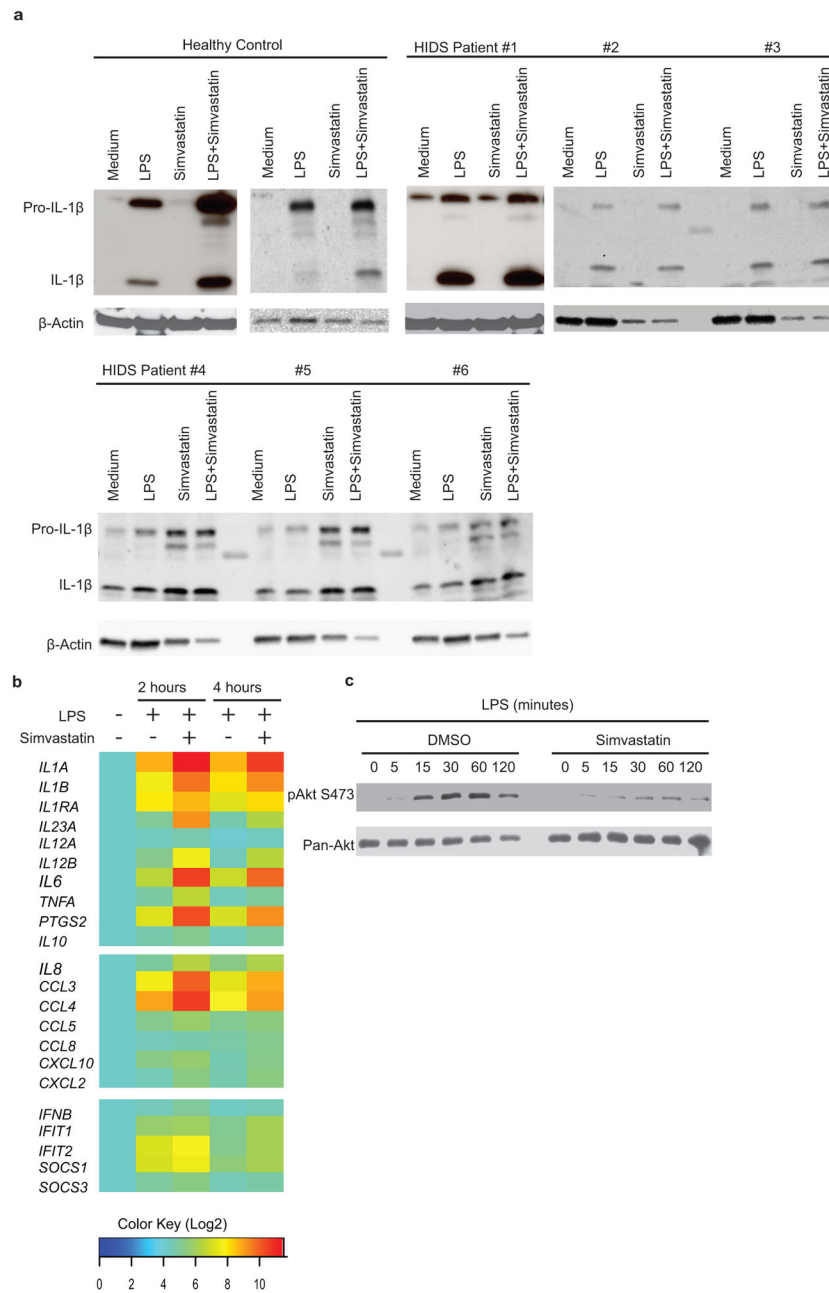 a
Healthy Control
HIDS Patient #1 #2 #3
Medium LPS Simvastatin LPS+Simvastatin Medium LPS Simvastatin LPS+Simvastatin Medium LPS Simvastatin LPS+Simvastatin Medium LPS Simvastatin LPS+Simvastatin Medium LPS Simvastatin LPS+Simvastatin
Pro-IL-1β
IL-1β
β-Actin
HIDS Patient #4 #5 #6
Medium LPS Simvastatin LPS+Simvastatin Medium LPS Simvastatin LPS+Simvastatin Medium LPS Simvastatin LPS+Simvastatin
Pro-IL-1β
IL-1β
β-Actin
b
2 hours 4 hours
LPS - + + + +
Simvastatin - - + - +
IL1A
IL1B
IL1RA
IL23A
IL12A
IL12B
IL6
TNFA
PTGS2
IL10
IL8
CCL3
CCL4
CCL5
CCL8
CXCL10
CXCL2
IFNB
IFIT1
IFIT2
SOCS1
SOCS3
Color Key (Log2)
0 2 4 6 8 10
c
LPS (minutes)
DMSO Simvastatin
0 5 15 30 60 120 0 5 15 30 60 120
pAkt S473
Pan-Akt